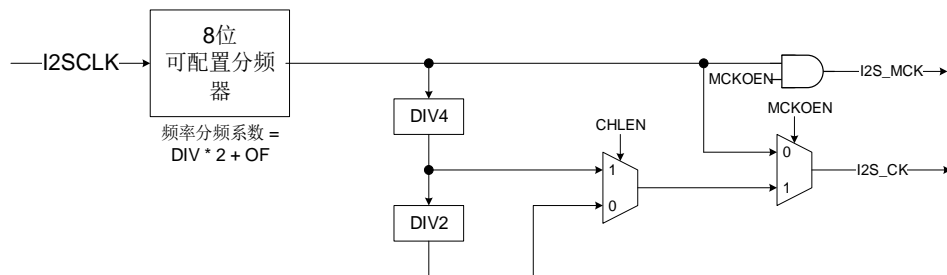 I2SCLK
8位
可配置分频
器
频率分频系数 =
DIV * 2 + OF
MCKOEN
I2S_MCK
DIV4
CHLEN
MCKOEN
0
1
I2S_CK
1
0
DIV2